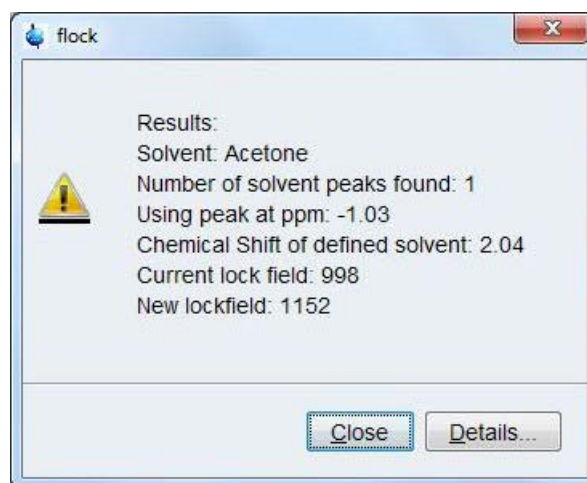 flock
Results:
Solvent: Acetone
Number of solvent peaks found: 1
Using peak at ppm: -1.03
Chemical Shift of defined solvent: 2.04
Current lock field: 998
New lockfield: 1152
Close
Details...